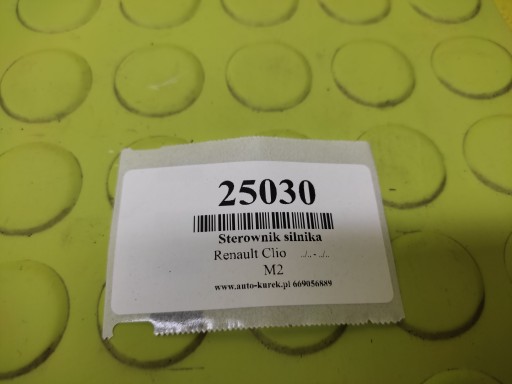 25030
Sterownik silnika
Renault Clio ../..-../..
M2
www.auto-kurek.pl 669056889